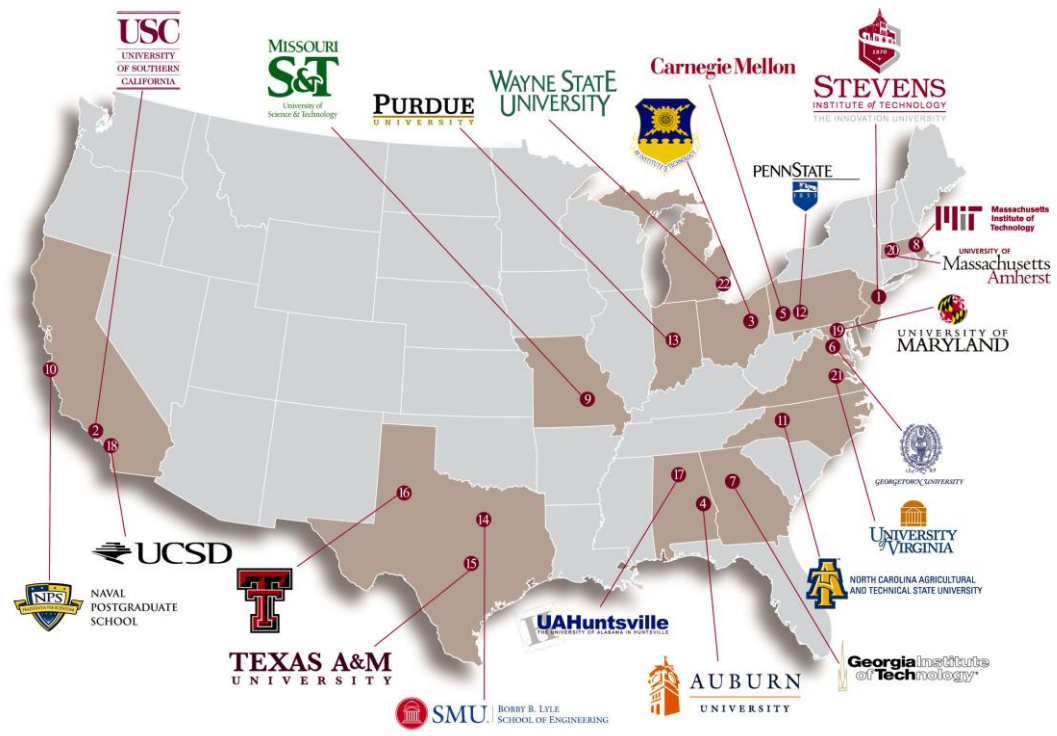 USC
UNIVERSITY
OF SOUTHERN
CALIFORNIA
MISSOURI
S&T
University of
Science & Technology
PURDUE
UNIVERSITY
WAYNE STATE
UNIVERSITY
Carnegie Mellon
1870
STEVENS
INSTITUTE of TECHNOLOGY
THE INNOVATION UNIVERSITY
PENNSTATE
1855
MIT
Massachusetts
Institute of
Technology
UNIVERSITY OF
Massachusetts
Amherst
UNIVERSITY OF
MARYLAND
20
8
22
1
3
5
12
19
6
13
21
10
9
11
2
18
17
7
16
4
14
15
GEORGETOWN UNIVERSITY
UNIVERSITY
of VIRGINIA
UCSD
NPS
NAVAL
POSTGRADUATE
SCHOOL
T
AT
NORTH CAROLINA AGRICULTURAL
AND TECHNICAL STATE UNIVERSITY
UAHuntsville
THE UNIVERSITY OF ALABAMA IN HUNTSVILLE
TEXAS A&M
UNIVERSITY
Georgia Institute
of Technology
AUBURN
UNIVERSITY
SMU
BOBBY B. LYLE
SCHOOL OF ENGINEERING